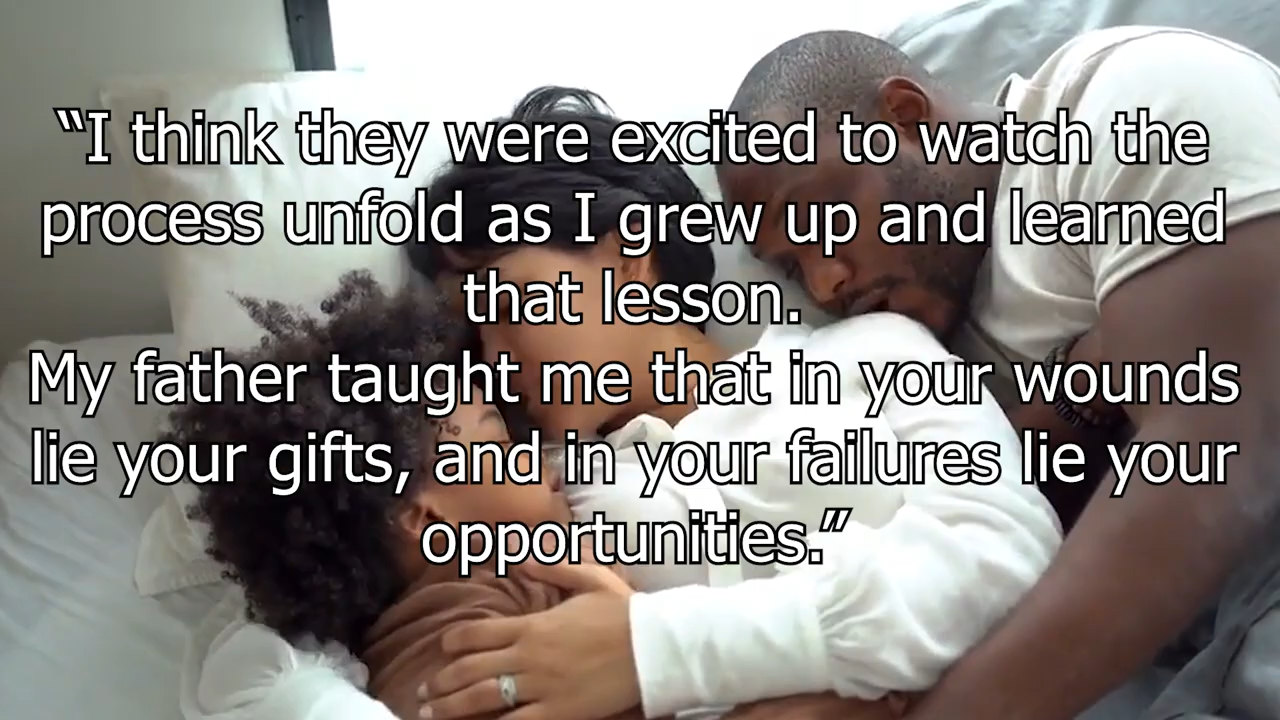 “I think they were excited to watch the
process unfold as I grew up and learned
that lesson.
My father taught me that in your wounds
lie your gifts, and in your failures lie your
opportunities.”